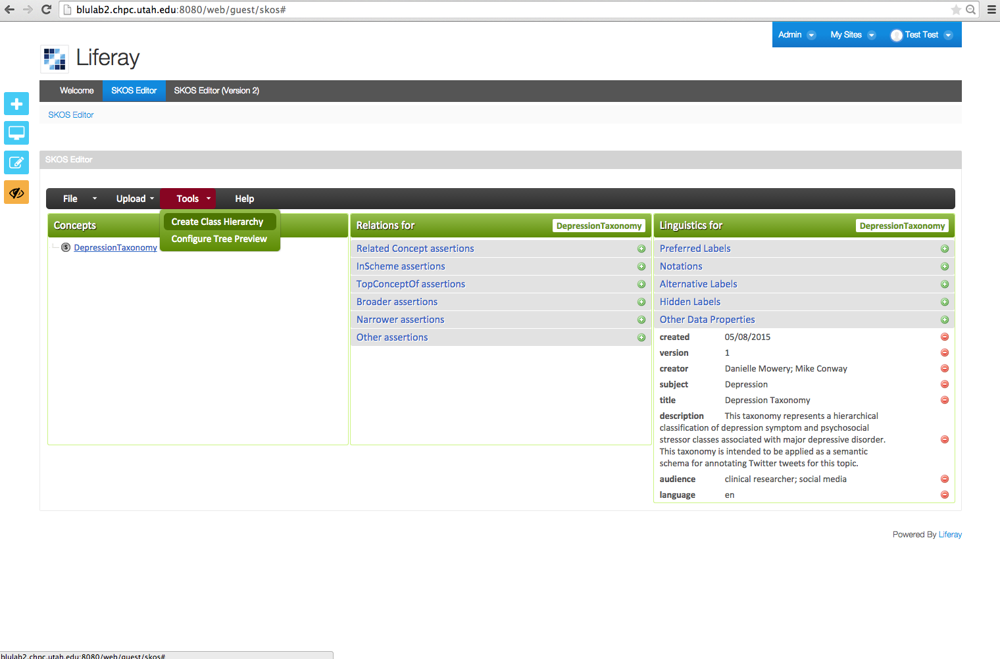 blulab2.chpc.utah.edu:8080/web/guest/skos#
Admin My Sites Test Test
Liferay
Welcome SKOS Editor SKOS Editor (Version 2)
SKOS Editor
SKOS Editor
File Upload Tools Help
Create Class Hierarchy
Configure Tree Preview
Concepts
S DepressionTaxonomy
Relations for DepressionTaxonomy
Related Concept assertions
InScheme assertions
TopConceptOf assertions
Broader assertions
Narrower assertions
Other assertions
Linguistics for DepressionTaxonomy
Preferred Labels
Notations
Alternative Labels
Hidden Labels
Other Data Properties
created 05/08/2015
version 1
creator Danielle Mowery; Mike Conway
subject Depression
title Depression Taxonomy
description This taxonomy represents a hierarchical
classification of depression symptom and psychosocial
stressor classes associated with major depressive disorder.
This taxonomy is intended to be applied as a semantic
schema for annotating Twitter tweets for this topic.
audience clinical researcher; social media
language en
Powered By Liferay
blulab2.chpc.utah.edu:8080/web/guest/skos#